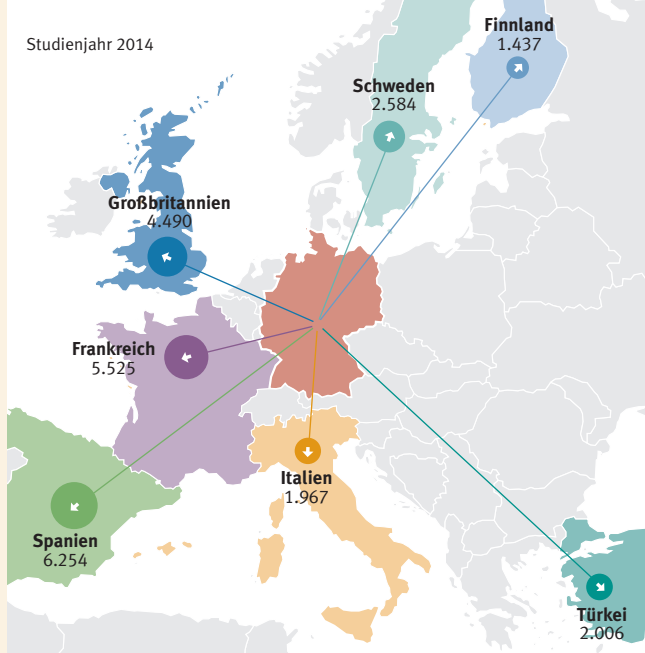 Studienjahr 2014
Finnland
1.437
Schweden
2.584
Großbritannien
4.490
Frankreich
5.525
Italien
1.967
Spanien
6.254
Türkei
2.006